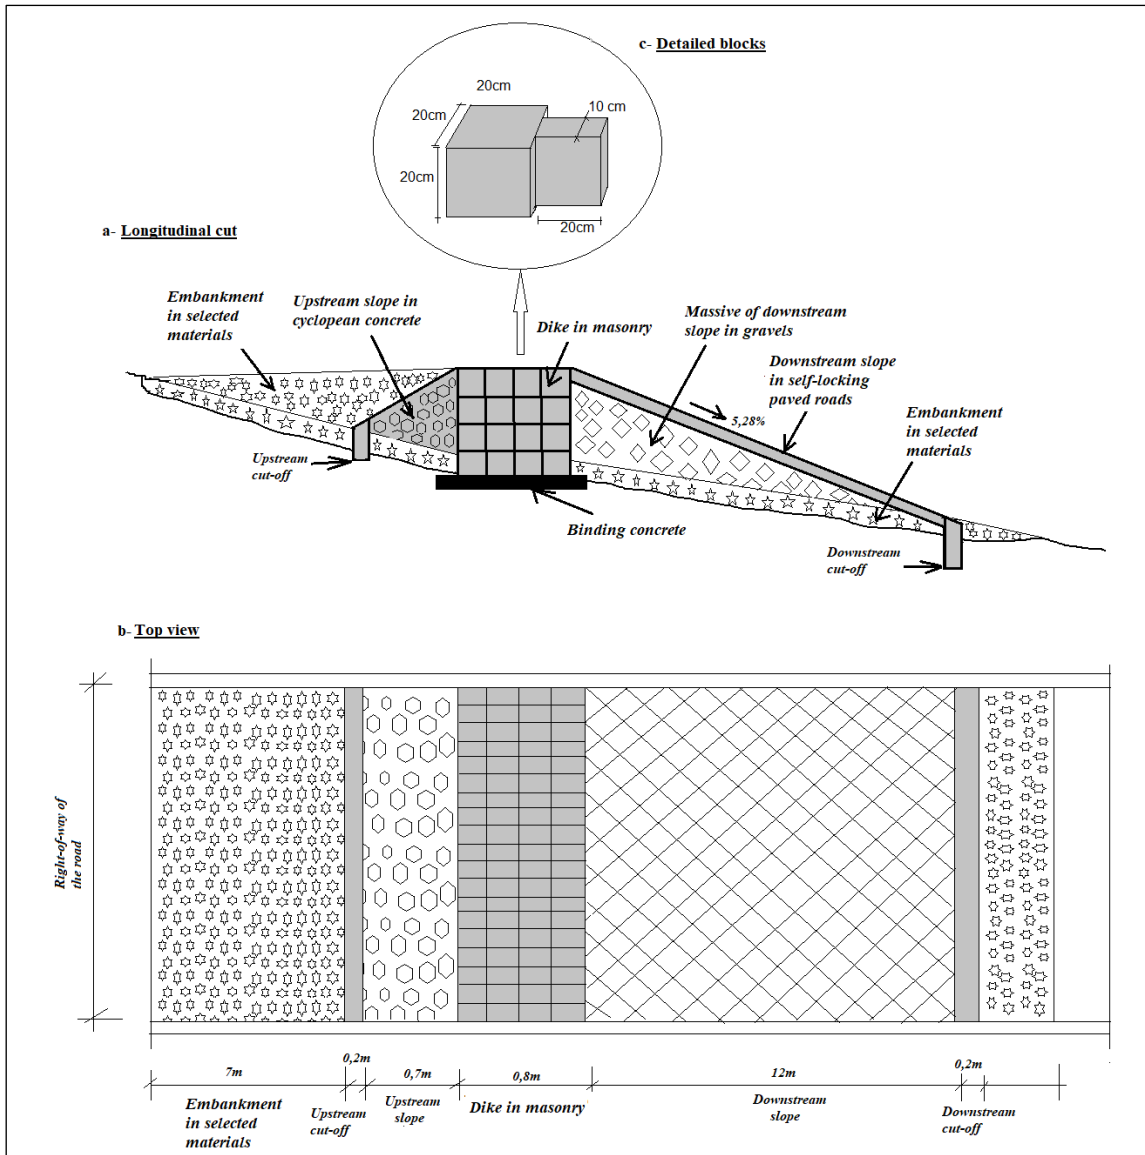 c- Detailed blocks
20cm
20cm
10 cm
20cm
20cm
a- Longitudinal cut
Embankment
in selected
materials
Upstream slope in
cyclopean concrete
Dike in masonry
Massive of downstream
slope in gravels
Downstream slope
in self-locking
paved roads
5,28%
Embankment
in selected
materials
Upstream
cut-off
Binding concrete
Downstream
cut-off
b- Top view
Right-of-way of
the road
7m
0,2m
0,7m
0,8m
12m
0,2m
Embankment
in selected
materials
Upstream
cut-off
Upstream
slope
Dike in masonry
Downstream
slope
Downstream
cut-off